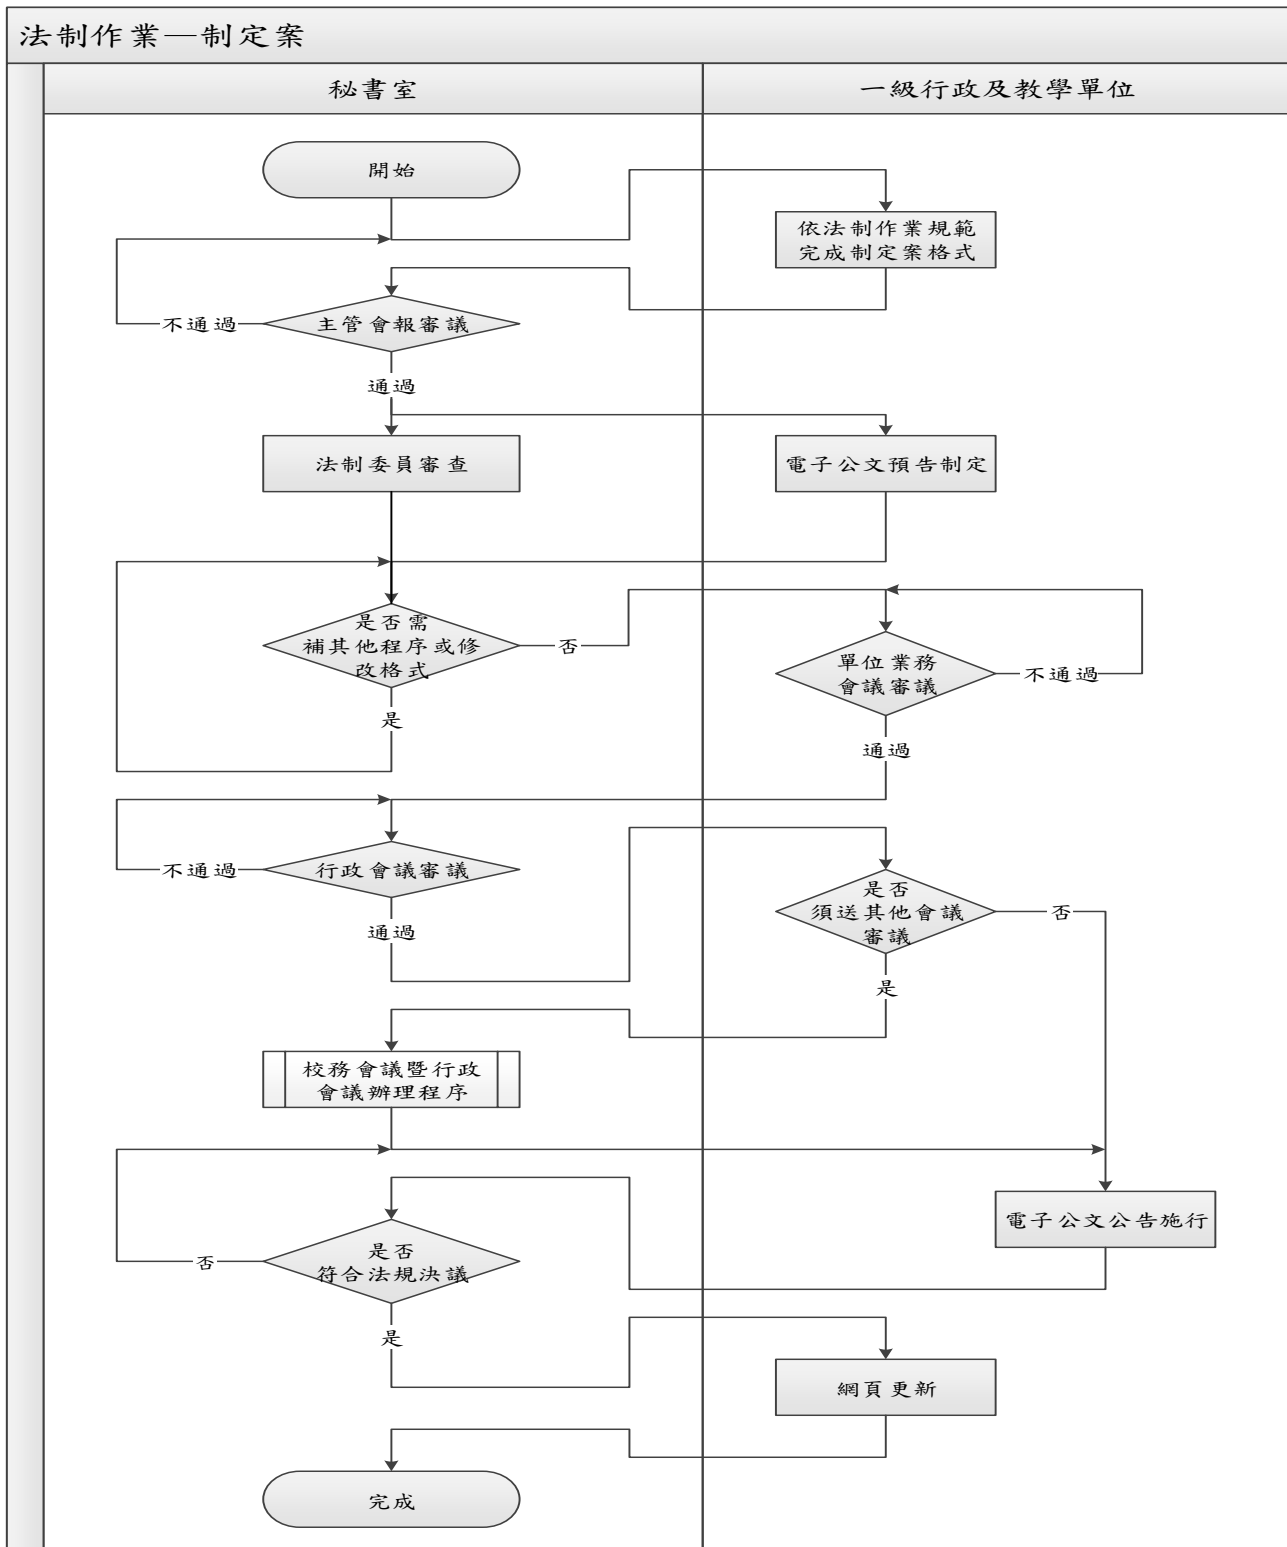 法制作業—制定案
秘書室
一級行政及教學單位
開始
依法制作業規範
完成制定案格式
主管會報審議
不通過
通過
法制委員審查
電子公文預告制定
是否需
補其他程序或修
改格式
否
是
單位業務
會議審議
不通過
通過
行政會議審議
不通過
通過
是否
須送其他會議
審議
否
是
校務會議暨行政
會議辦理程序
電子公文公告施行
是否
符合法規決議
否
是
網頁更新
完成